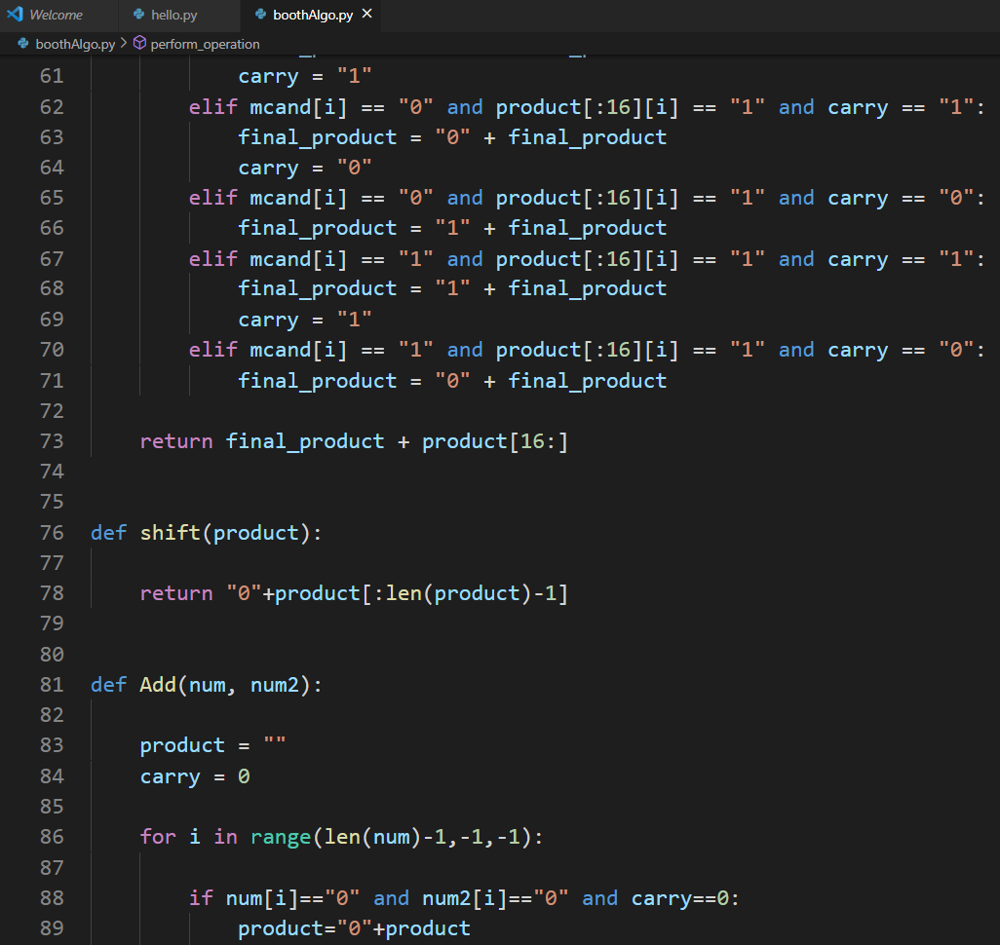 Welcome hello.py boothAlgo.py
boothAlgo.py > perform_operation
61 carry = "1"
62 elif mcand[i] == "0" and product[:16][i] == "1" and carry == "1":
63 final_product = "0" + final_product
64 carry = "0"
65 elif mcand[i] == "0" and product[:16][i] == "1" and carry == "0":
66 final_product = "1" + final_product
67 elif mcand[i] == "1" and product[:16][i] == "1" and carry == "1":
68 final_product = "1" + final_product
69 carry = "1"
70 elif mcand[i] == "1" and product[:16][i] == "1" and carry == "0":
71 final_product = "0" + final_product
72
73 return final_product + product[16:]
74
75
76 def shift(product):
77
78 return "0"+product[:len(product)-1]
79
80
81 def Add(num, num2):
82
83 product = ""
84 carry = 0
85
86 for i in range(len(num)-1,-1,-1):
87
88 if num[i]=="0" and num2[i]=="0" and carry==0:
89 product="0"+product